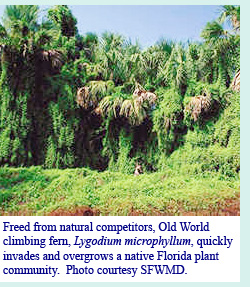 Freed from natural competitors, Old World
climbing fern, Lygodium microphyllum, quickly
invades and overgrows a native Florida plant
community. Photo courtesy SFWMD.